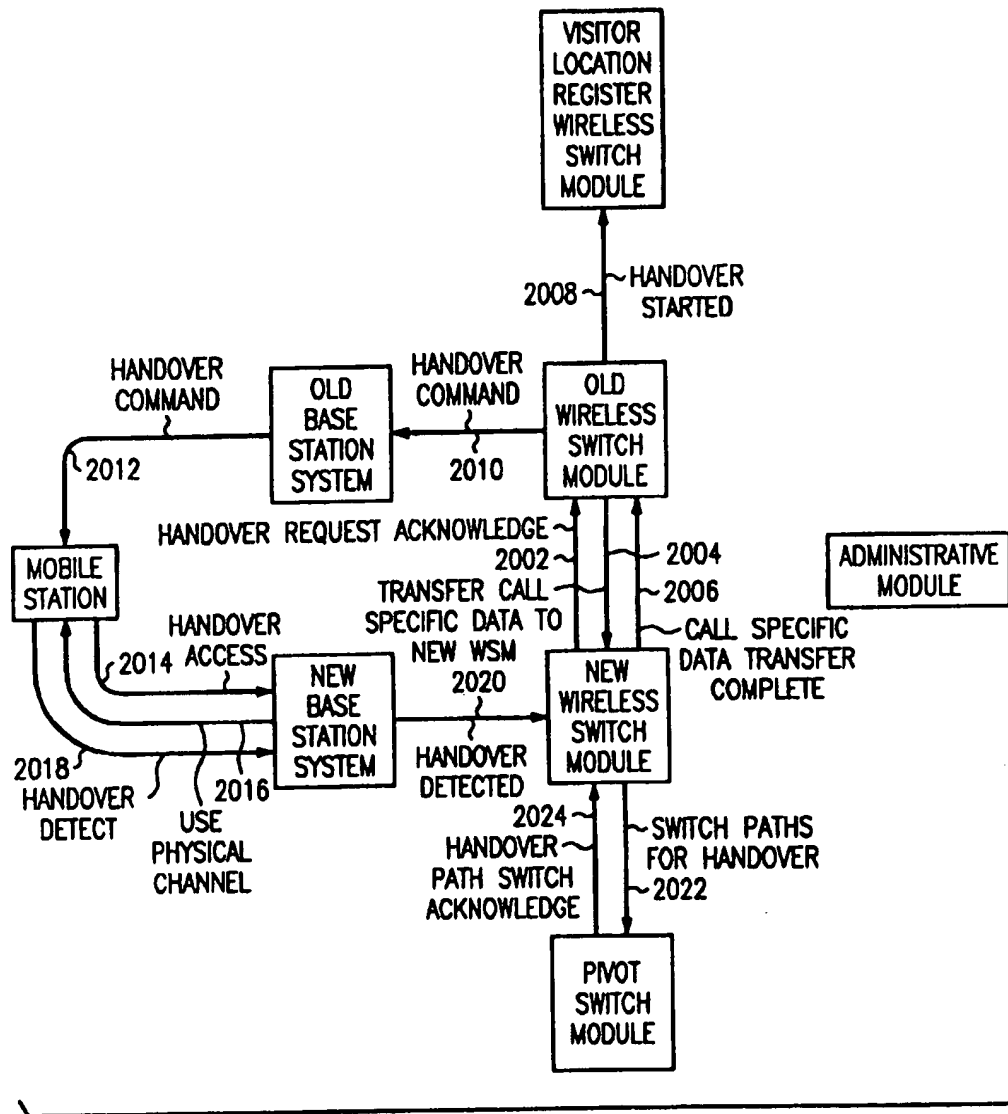 VISITOR
LOCATION
REGISTER
WIRELESS
SWITCH
MODULE
2008
HANDOVER
STARTED
HANDOVER
COMMAND
2012
OLD
BASE
STATION
SYSTEM
HANDOVER
COMMAND
2010
OLD
WIRELESS
SWITCH
MODULE
HANDOVER REQUEST ACKNOWLEDGE
2002
2004
TRANSFER CALL
SPECIFIC DATA TO
NEW WSM
2006
CALL SPECIFIC
DATA TRANSFER
COMPLETE
ADMINISTRATIVE
MODULE
MOBILE
STATION
HANDOVER
ACCESS
2014
NEW
BASE
STATION
SYSTEM
2020
HANDOVER
DETECTED
NEW
WIRELESS
SWITCH
MODULE
2018
HANDOVER
DETECT
2016
USE
PHYSICAL
CHANNEL
2024
HANDOVER
PATH SWITCH
ACKNOWLEDGE
SWITCH PATHS
FOR HANDOVER
2022
PIVOT
SWITCH
MODULE